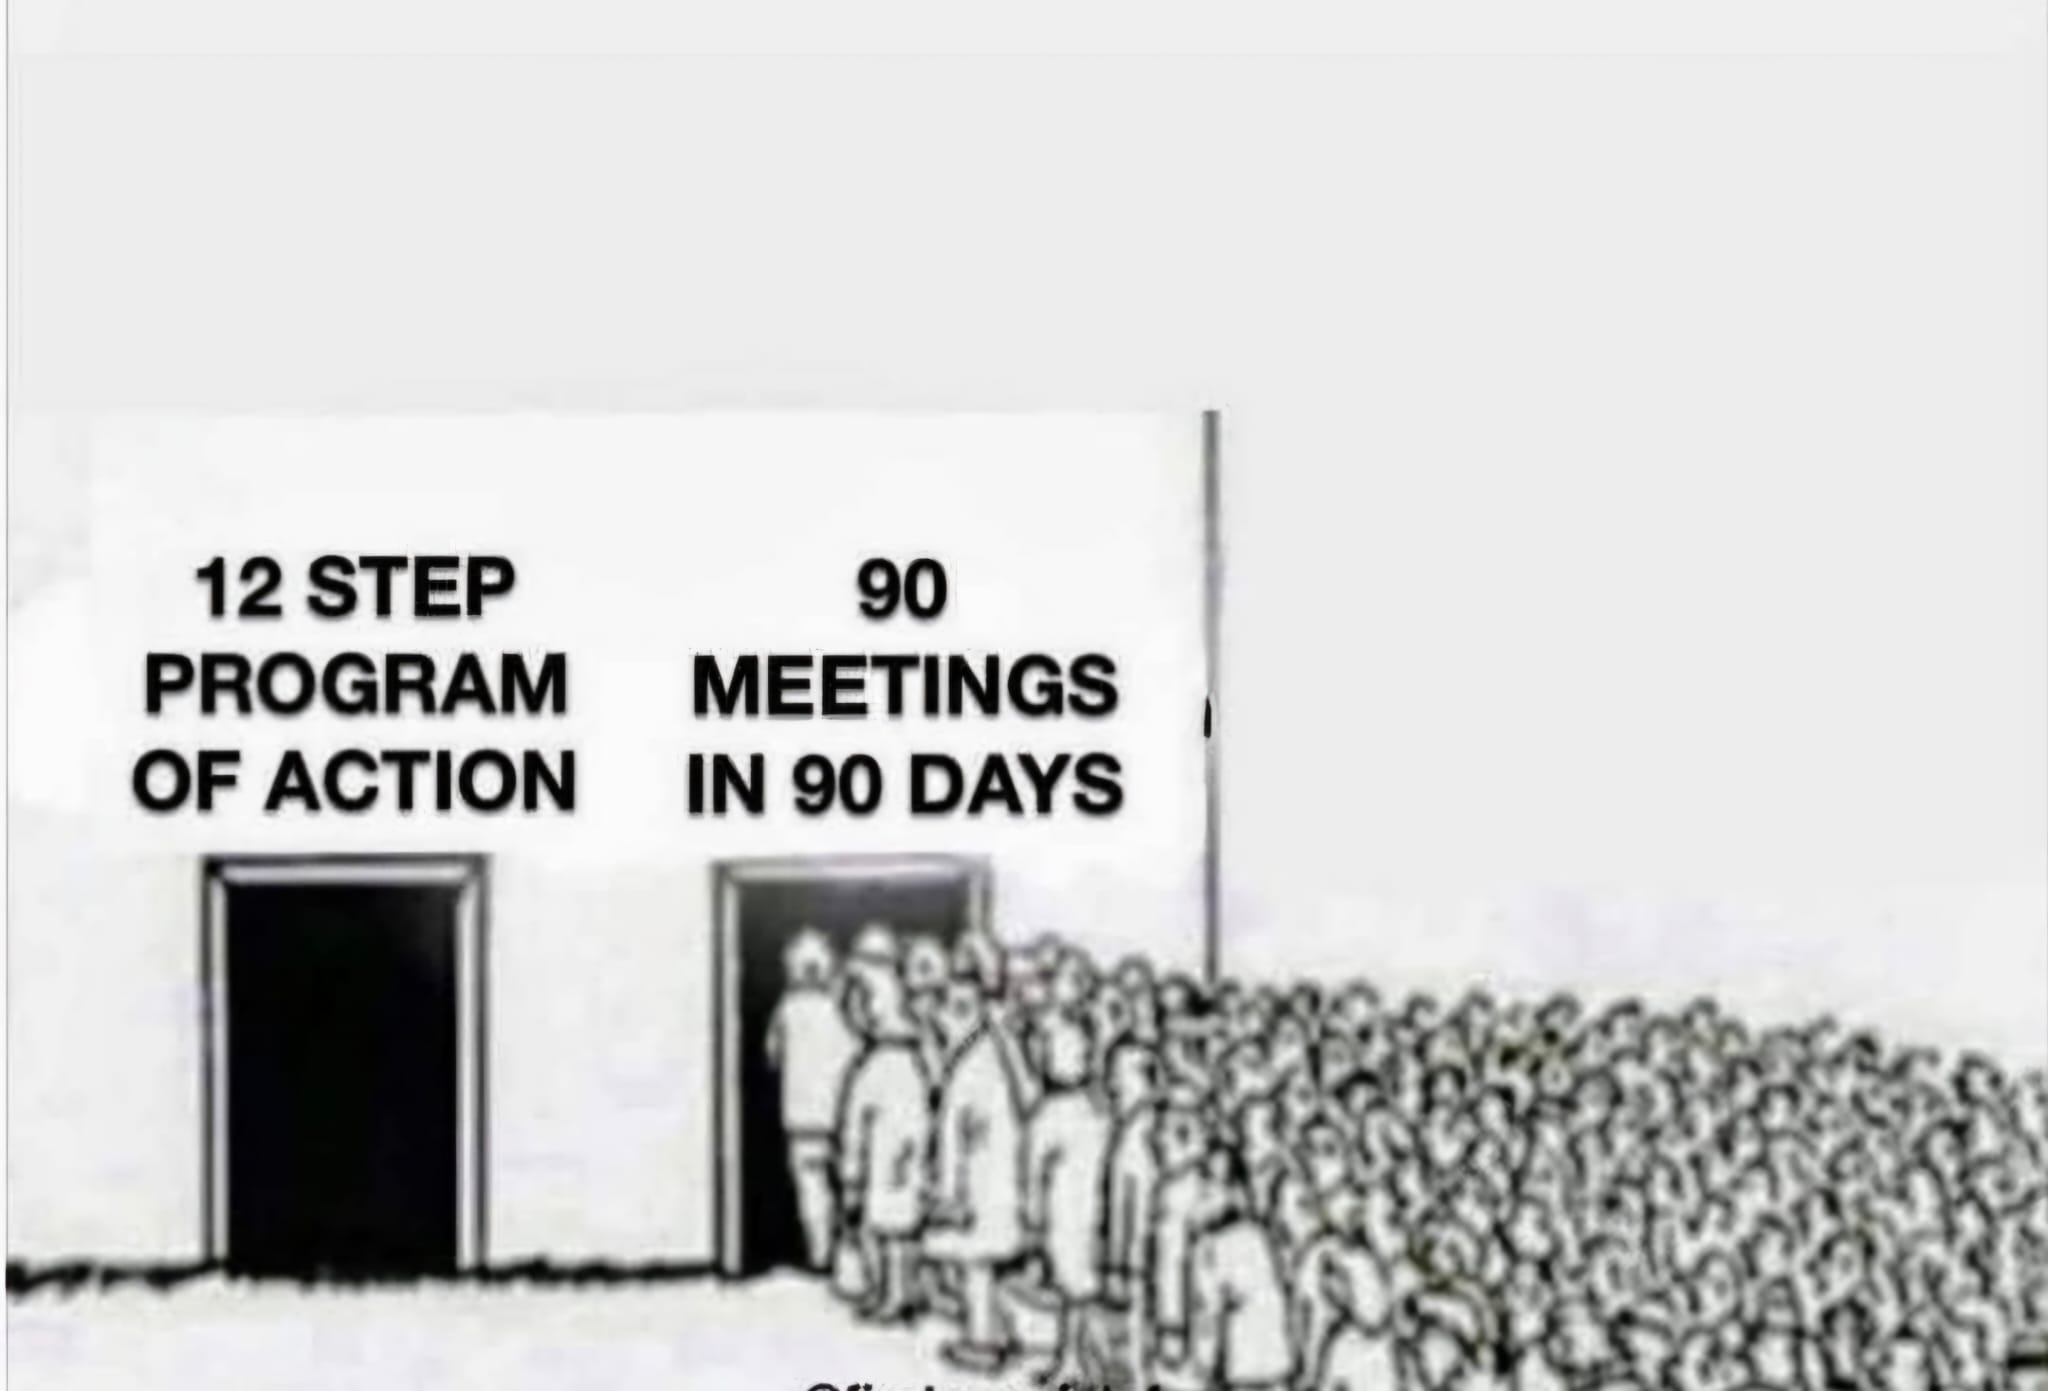 12 STEP
PROGRAM
OF ACTION
90
MEETINGS
IN 90 DAYS